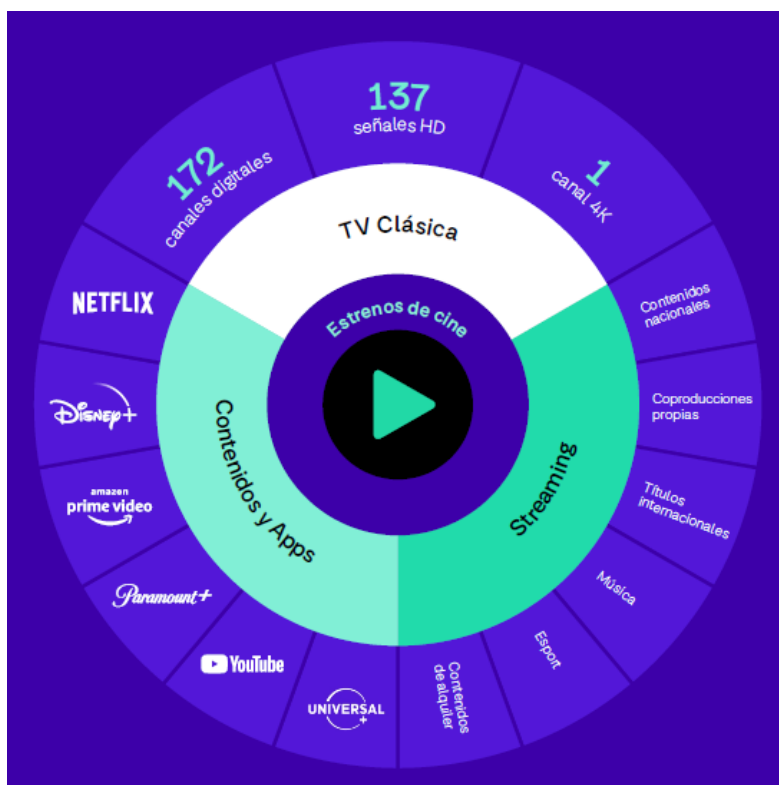 172
canales digitales
137
señales HD
1
canal 4K
TV Clásica
Estrenos de cine
Contenidos y Apps
Streaming
NETFLIX
Disney+
amazon
prime video
Paramount+
YouTube
UNIVERSAL
+
Contenidos
nacionales
Coproducciones
propias
Títulos
internacionales
Música
Esport
Contenidos
de alquiler